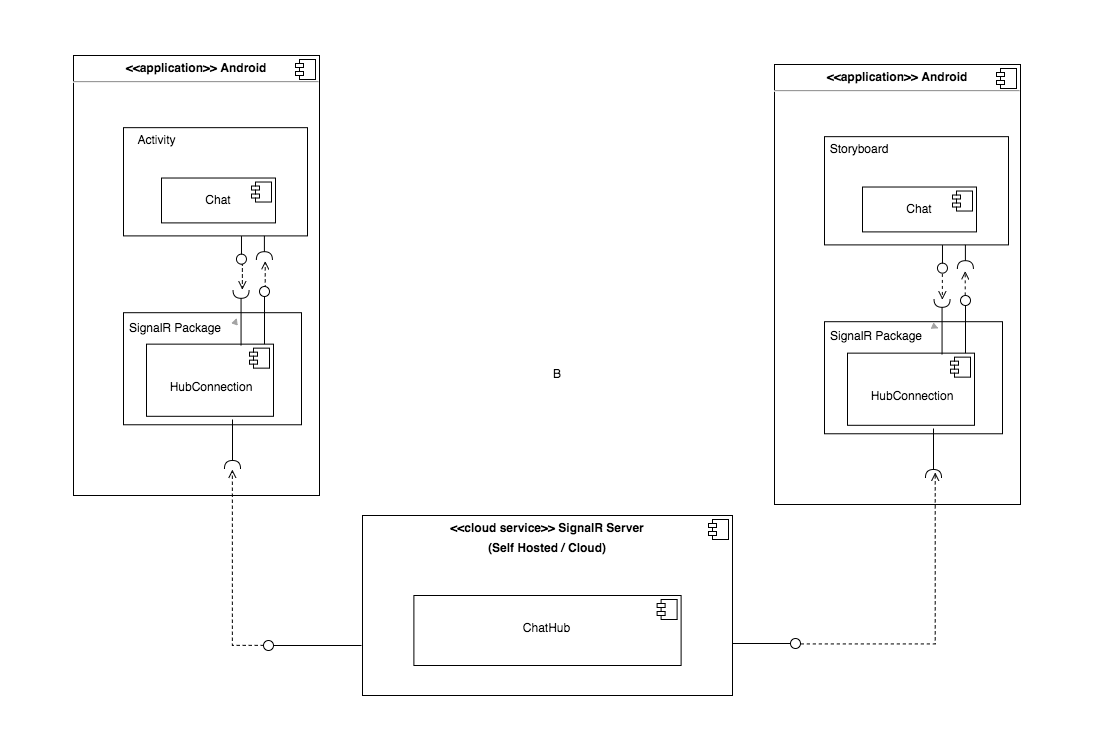 <<application>> Android
Activity
Chat
SignalR Package
HubConnection
<<application>> Android
Storyboard
Chat
SignalR Package
HubConnection
B
<<cloud service>> SignalR Server
(Self Hosted / Cloud)
ChatHub